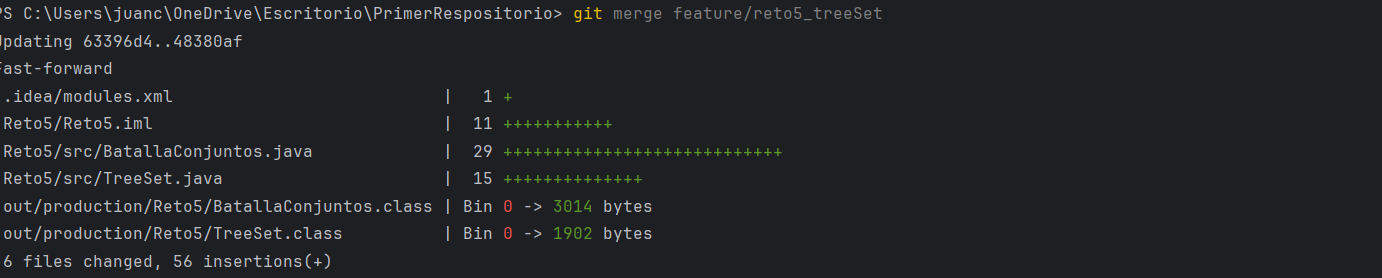 PS C:\Users\juanc\OneDrive\Escritorio\PrimerRespositorio> git merge feature/reto5_treeSet
Updating 63396d4..48380af
Fast-forward
.idea/modules.xml | 1 +
Reto5/Reto5.iml | 11 +++++++++++
Reto5/src/BatallaConjuntos.java | 29 +++++++++++++++++++++++++++++
Reto5/src/TreeSet.java | 15 ++++++++++++++
out/production/Reto5/BatallaConjuntos.class | Bin 0 -> 3014 bytes
out/production/Reto5/TreeSet.class | Bin 0 -> 1902 bytes
6 files changed, 56 insertions(+)